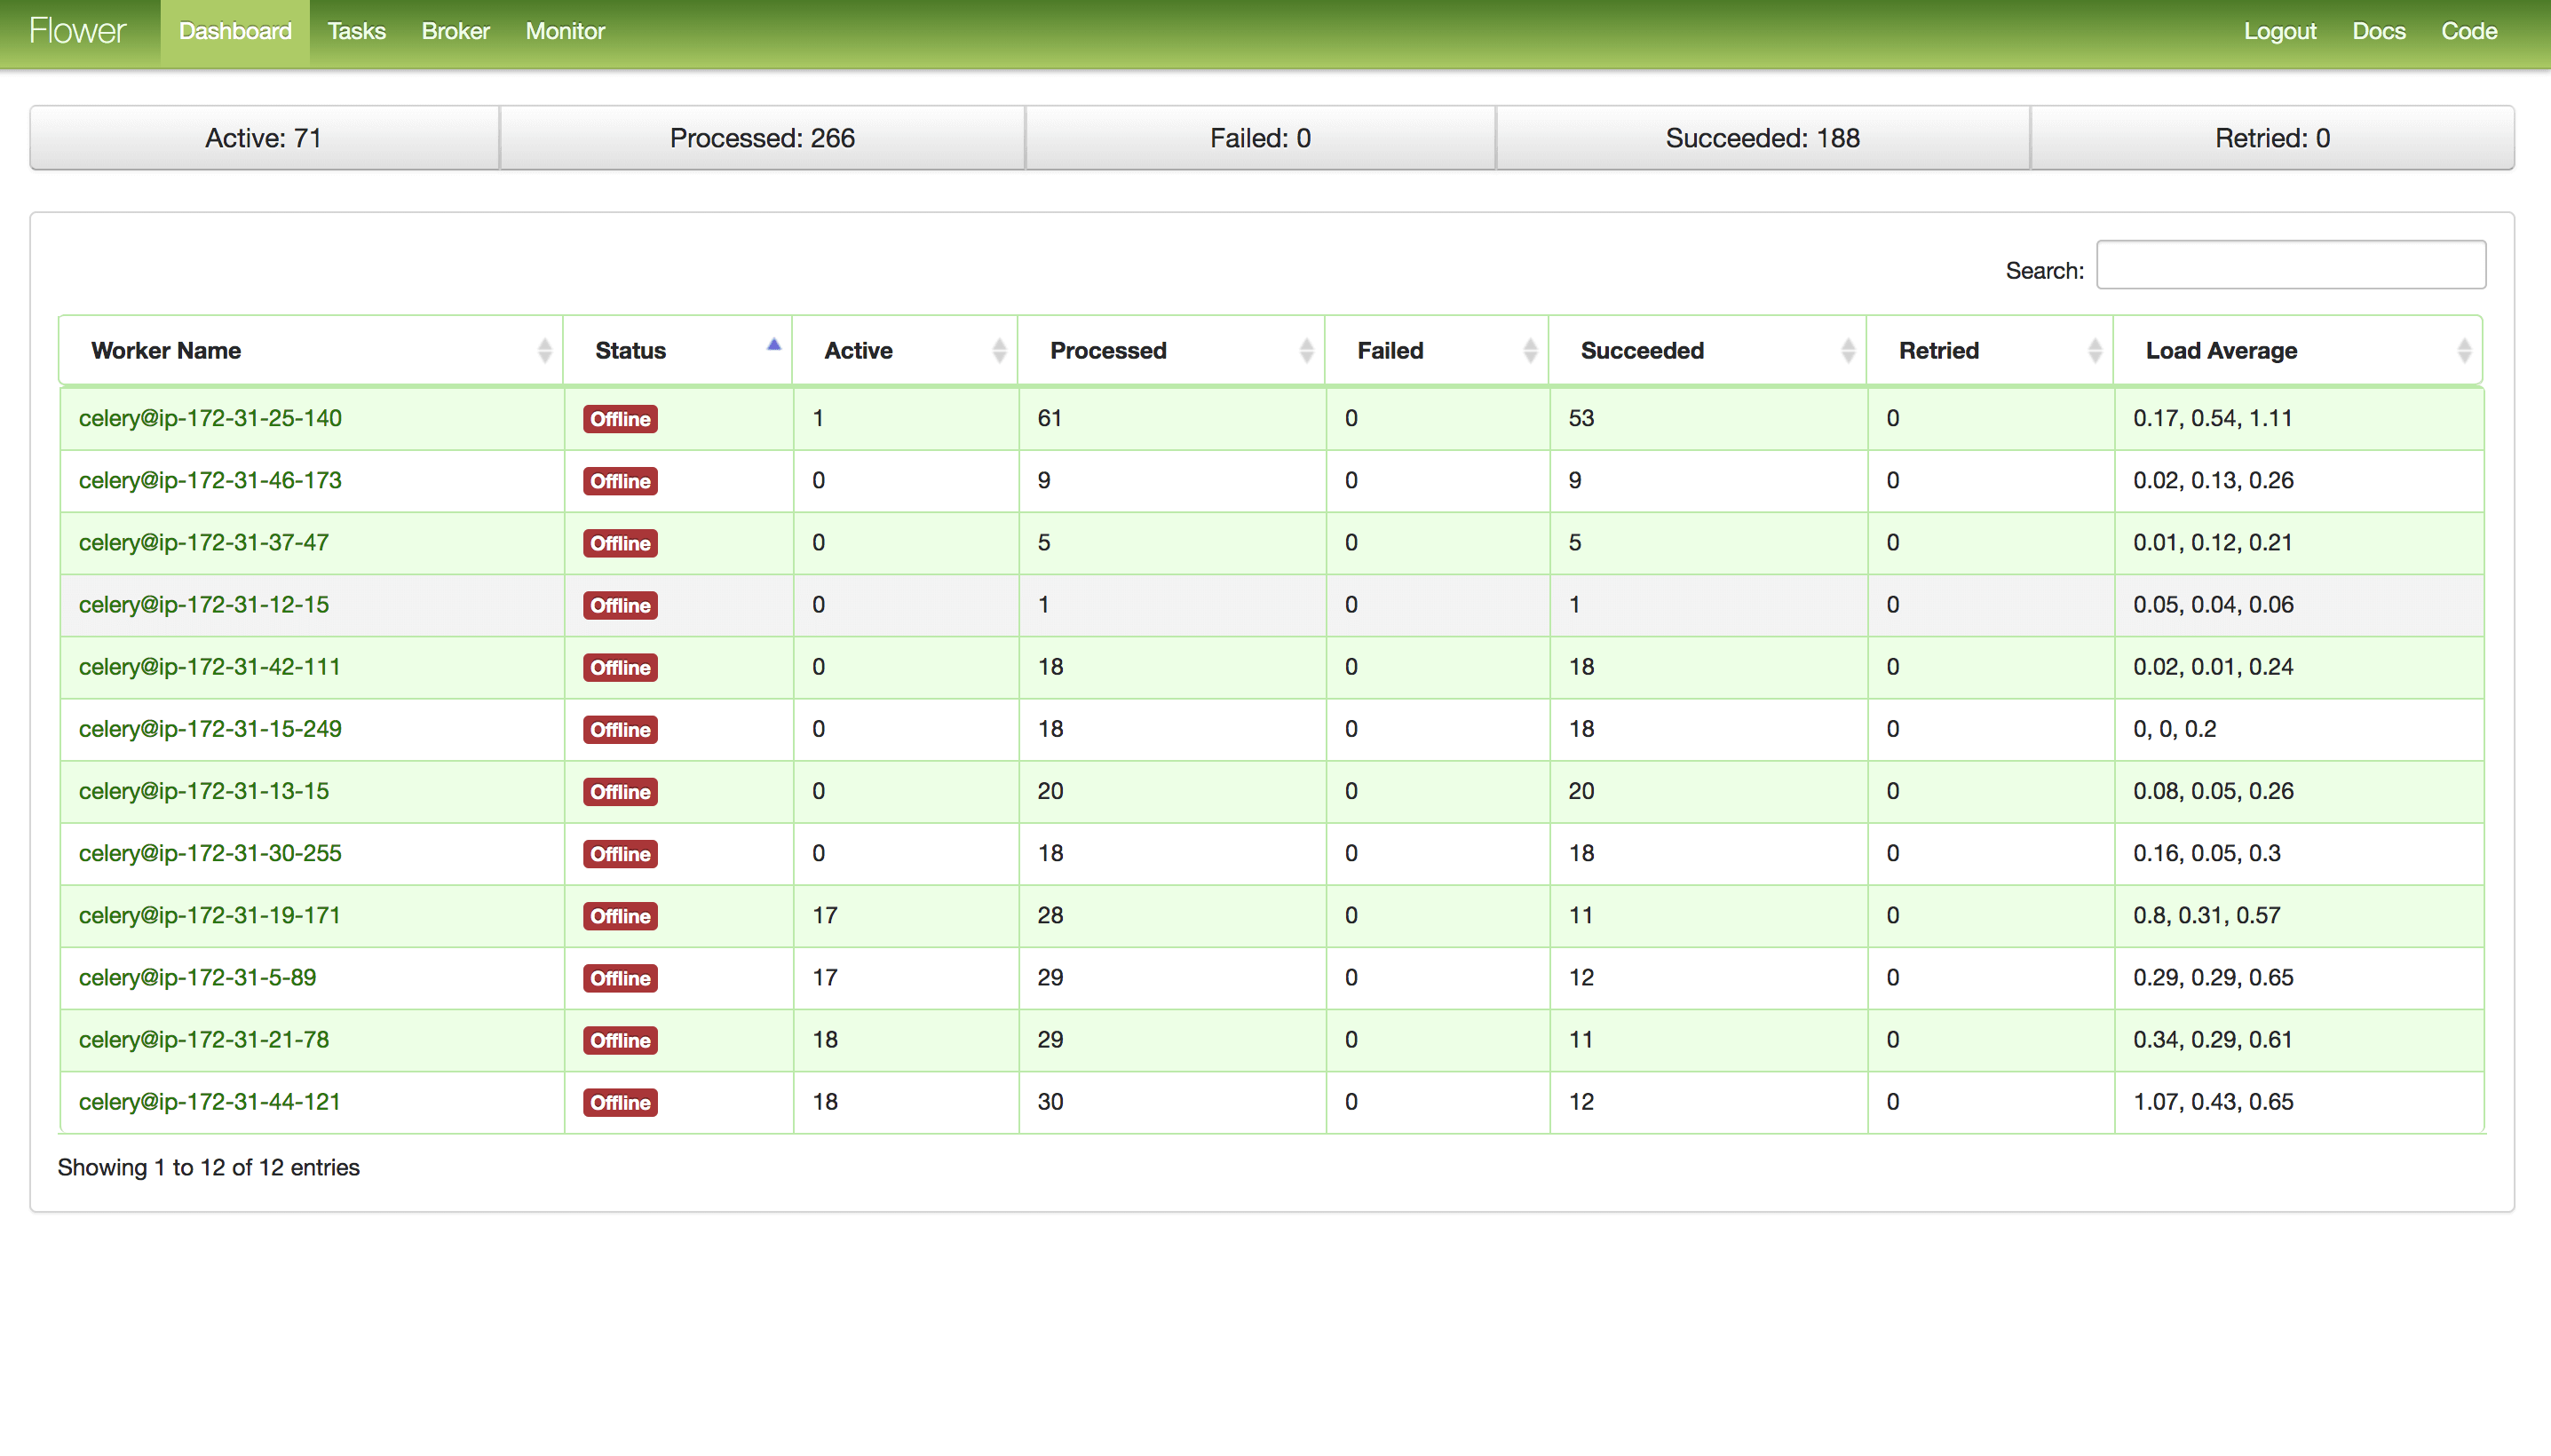 Flower Dashboard Tasks Broker Monitor Logout Docs Code
Active: 71 Processed: 266 Failed: 0 Succeeded: 188 Retried: 0
Search:
Worker Name Status Active Processed Failed Succeeded Retried Load Average
celery@ip-172-31-25-140 Offline 1 61 0 53 0 0.17, 0.54, 1.11
celery@ip-172-31-46-173 Offline 0 9 0 9 0 0.02, 0.13, 0.26
celery@ip-172-31-37-47 Offline 0 5 0 5 0 0.01, 0.12, 0.21
celery@ip-172-31-12-15 Offline 0 1 0 1 0 0.05, 0.04, 0.06
celery@ip-172-31-42-111 Offline 0 18 0 18 0 0.02, 0.01, 0.24
celery@ip-172-31-15-249 Offline 0 18 0 18 0 0, 0, 0.2
celery@ip-172-31-13-15 Offline 0 20 0 20 0 0.08, 0.05, 0.26
celery@ip-172-31-30-255 Offline 0 18 0 18 0 0.16, 0.05, 0.3
celery@ip-172-31-19-171 Offline 17 28 0 11 0 0.8, 0.31, 0.57
celery@ip-172-31-5-89 Offline 17 29 0 12 0 0.29, 0.29, 0.65
celery@ip-172-31-21-78 Offline 18 29 0 11 0 0.34, 0.29, 0.61
celery@ip-172-31-44-121 Offline 18 30 0 12 0 1.07, 0.43, 0.65
Showing 1 to 12 of 12 entries